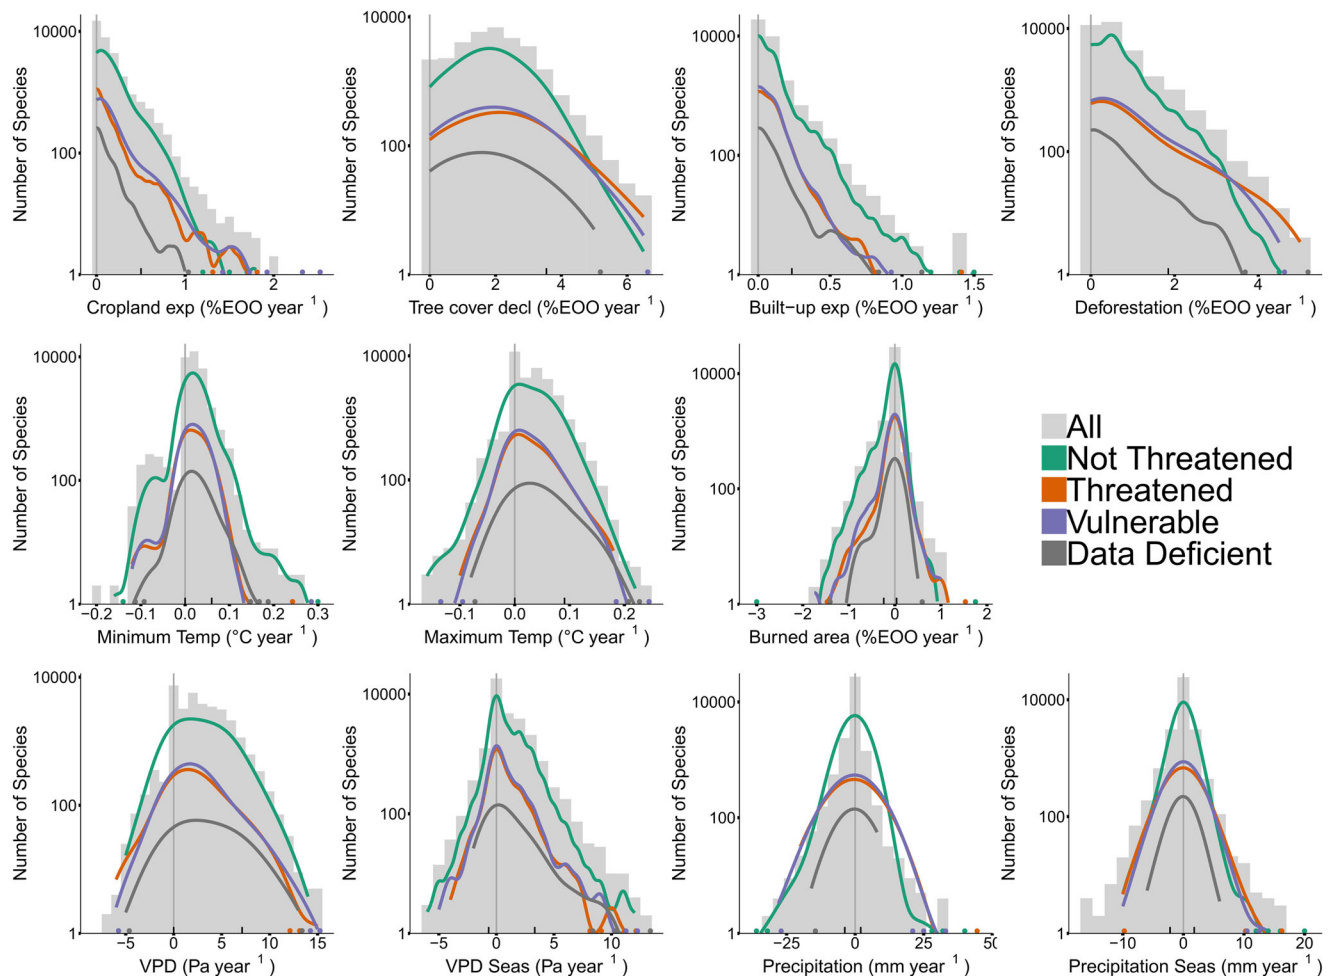 10000
100
1
Number of Species
0
1
2
Cropland exp (%EOO year 1)
10000
100
1
Number of Species
0
2
4
6
Tree cover decl (%EOO year 1)
10000
100
1
Number of Species
0.0
0.5
1.0
1.5
Built−up exp (%EOO year 1)
10000
100
1
Number of Species
0
2
4
Deforestation (%EOO year 1)
10000
100
1
Number of Species
−0.2
−0.1
0.0
0.1
0.2
0.3
Minimum Temp (°C year 1)
10000
100
1
Number of Species
−0.1
0.0
0.1
0.2
Maximum Temp (°C year 1)
10000
100
1
Number of Species
−3
−2
−1
0
1
2
Burned area (%EOO year 1)
All
Not Threatened
Threatened
Vulnerable
Data Deficient
10000
100
1
Number of Species
−5
0
5
10
15
VPD (Pa year 1)
10000
100
1
Number of Species
−5
0
5
10
VPD Seas (Pa year 1)
10000
100
1
Number of Species
−25
0
25
Precipitation (mm year 1)
10000
100
1
Number of Species
−10
0
10
20
Precipitation Seas (mm year 1)